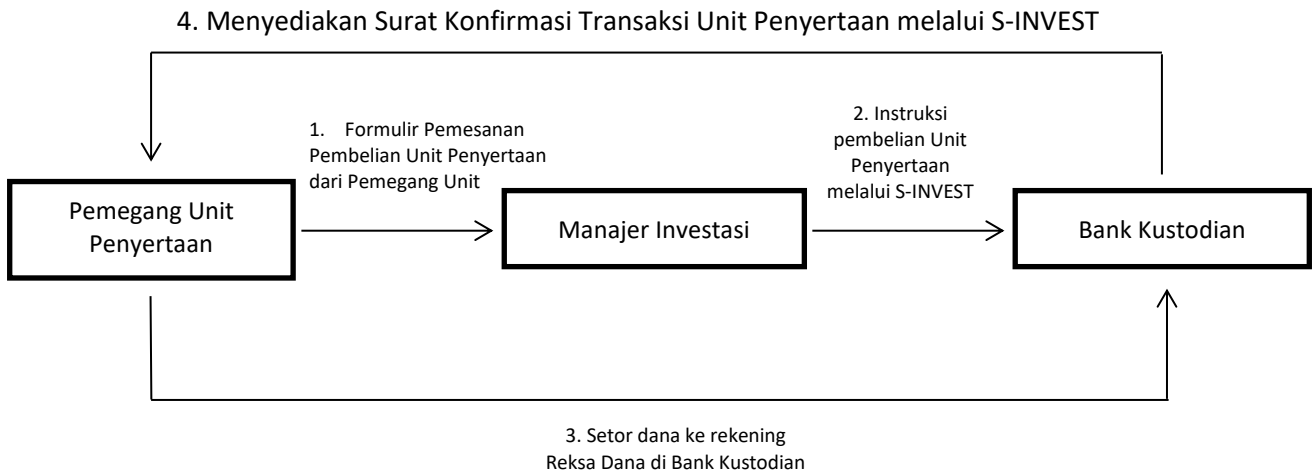 4. Menyediakan Surat Konfirmasi Transaksi Unit Penyertaan melalui S-INVEST
1. Formulir Pemesanan
Pembelian Unit Penyertaan
dari Pemegang Unit
2. Instruksi
pembelian Unit
Penyertaan
melalui S-INVEST
Pemegang Unit
Penyertaan
Manajer Investasi
Bank Kustodian
3. Setor dana ke rekening
Reksa Dana di Bank Kustodian